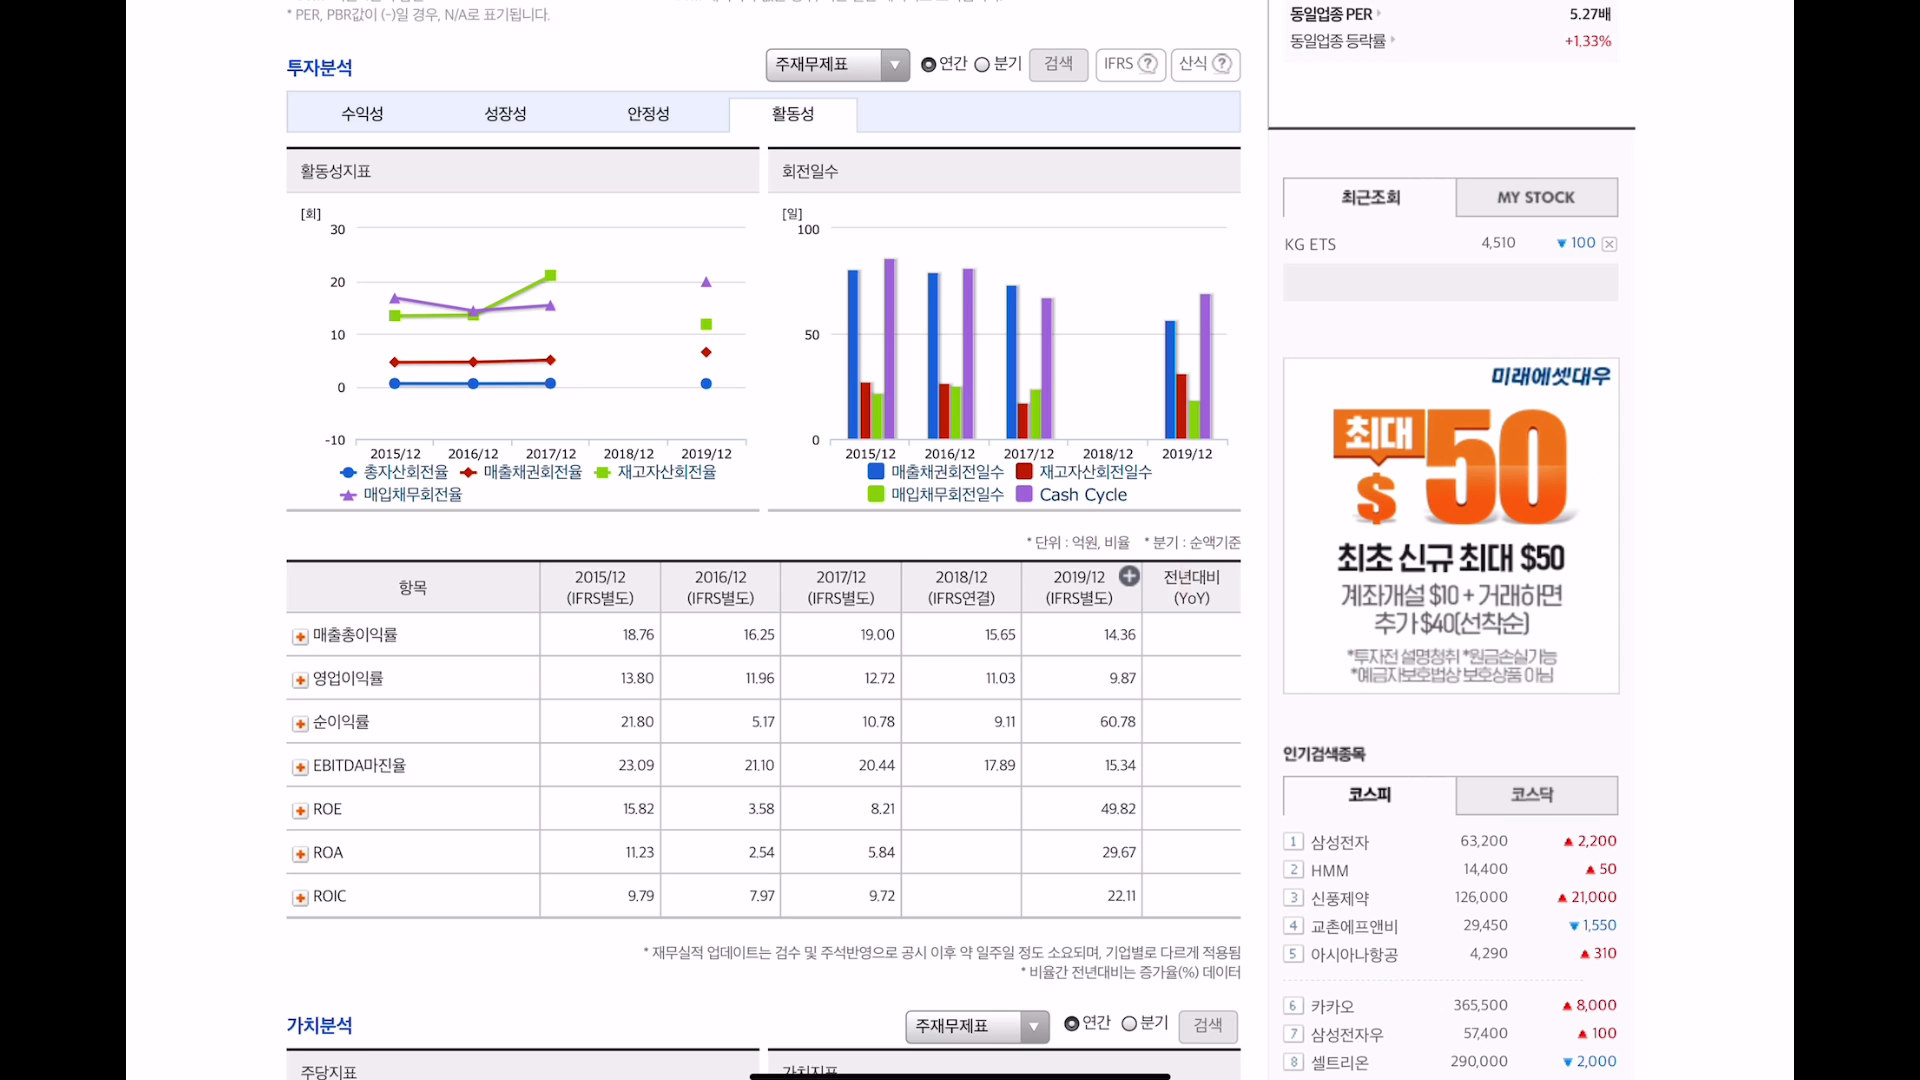 * PER, PBR값이 (-)일 경우, N/A로 표기됩니다.
동일업종 PER
5.27배
동일업종 등락률
+1.33%
투자분석
주재무제표
연간
분기
검색
IFRS ?
산식 ?
수익성
성장성
안정성
활동성
활동성지표
[회]
30
20
10
0
-10
2015/12
2016/12
2017/12
2018/12
2019/12
총자산회전율
매출채권회전율
재고자산회전율
매입채무회전율
회전일수
[일]
100
50
0
2015/12
2016/12
2017/12
2018/12
2019/12
매출채권회전일수
재고자산회전일수
매입채무회전일수
Cash Cycle
* 단위 : 억원, 비율 * 분기 : 순액기준
항목 2015/12 (IFRS별도) 2016/12 (IFRS별도) 2017/12 (IFRS별도) 2018/12 (IFRS연결) 2019/12 (IFRS별도) 전년대비 (YoY)
매출총이익률 18.76 16.25 19.00 15.65 14.36
영업이익률 13.80 11.96 12.72 11.03 9.87
순이익률 21.80 5.17 10.78 9.11 60.78
EBITDA마진율 23.09 21.10 20.44 17.89 15.34
ROE 15.82 3.58 8.21 49.82
ROA 11.23 2.54 5.84 29.67
ROIC 9.79 7.97 9.72 22.11
* 재무실적 업데이트는 검수 및 주석반영으로 공시 이후 약 일주일 정도 소요되며, 기업별로 다르게 적용됨
* 비율간 전년대비는 증가율(%) 데이터
가치분석
주재무제표
연간
분기
검색
주당지표
가치지표
최근조회
MY STOCK
KG ETS 4,510 ▼100
미래에셋대우
최대
$50
최초 신규 최대 $50
계좌개설 $10 + 거래하면
추가 $40(선착순)
*투자전 설명청취 *원금손실가능
*예금자보호법상 보호상품 아님
인기검색종목
코스피
코스닥
1 삼성전자 63,200 ▲2,200
2 HMM 14,400 ▲50
3 신풍제약 126,000 ▲21,000
4 교촌에프앤비 29,450 ▼1,550
5 아시아나항공 4,290 ▲310
6 카카오 365,500 ▲8,000
7 삼성전자우 57,400 ▲100
8 셀트리온 290,000 ▼2,000